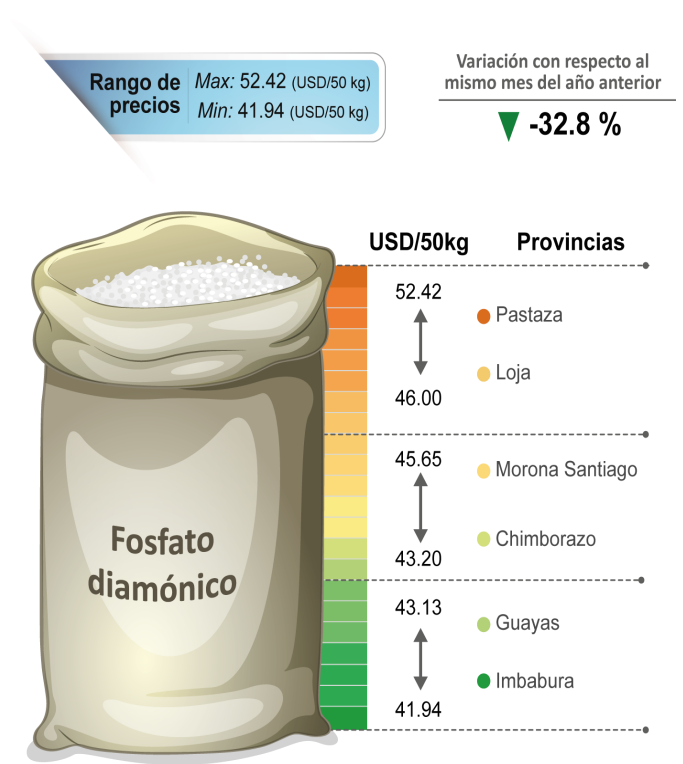 Rango de precios
Max: 52.42 (USD/50 kg)
Min: 41.94 (USD/50 kg)
Variación con respecto al
mismo mes del año anterior
-32.8 %
USD/50kg Provincias
52.42
Pastaza
Loja
46.00
45.65
Morona Santiago
Chimborazo
43.20
43.13
Guayas
Imbabura
41.94
Fosfato
diamónico